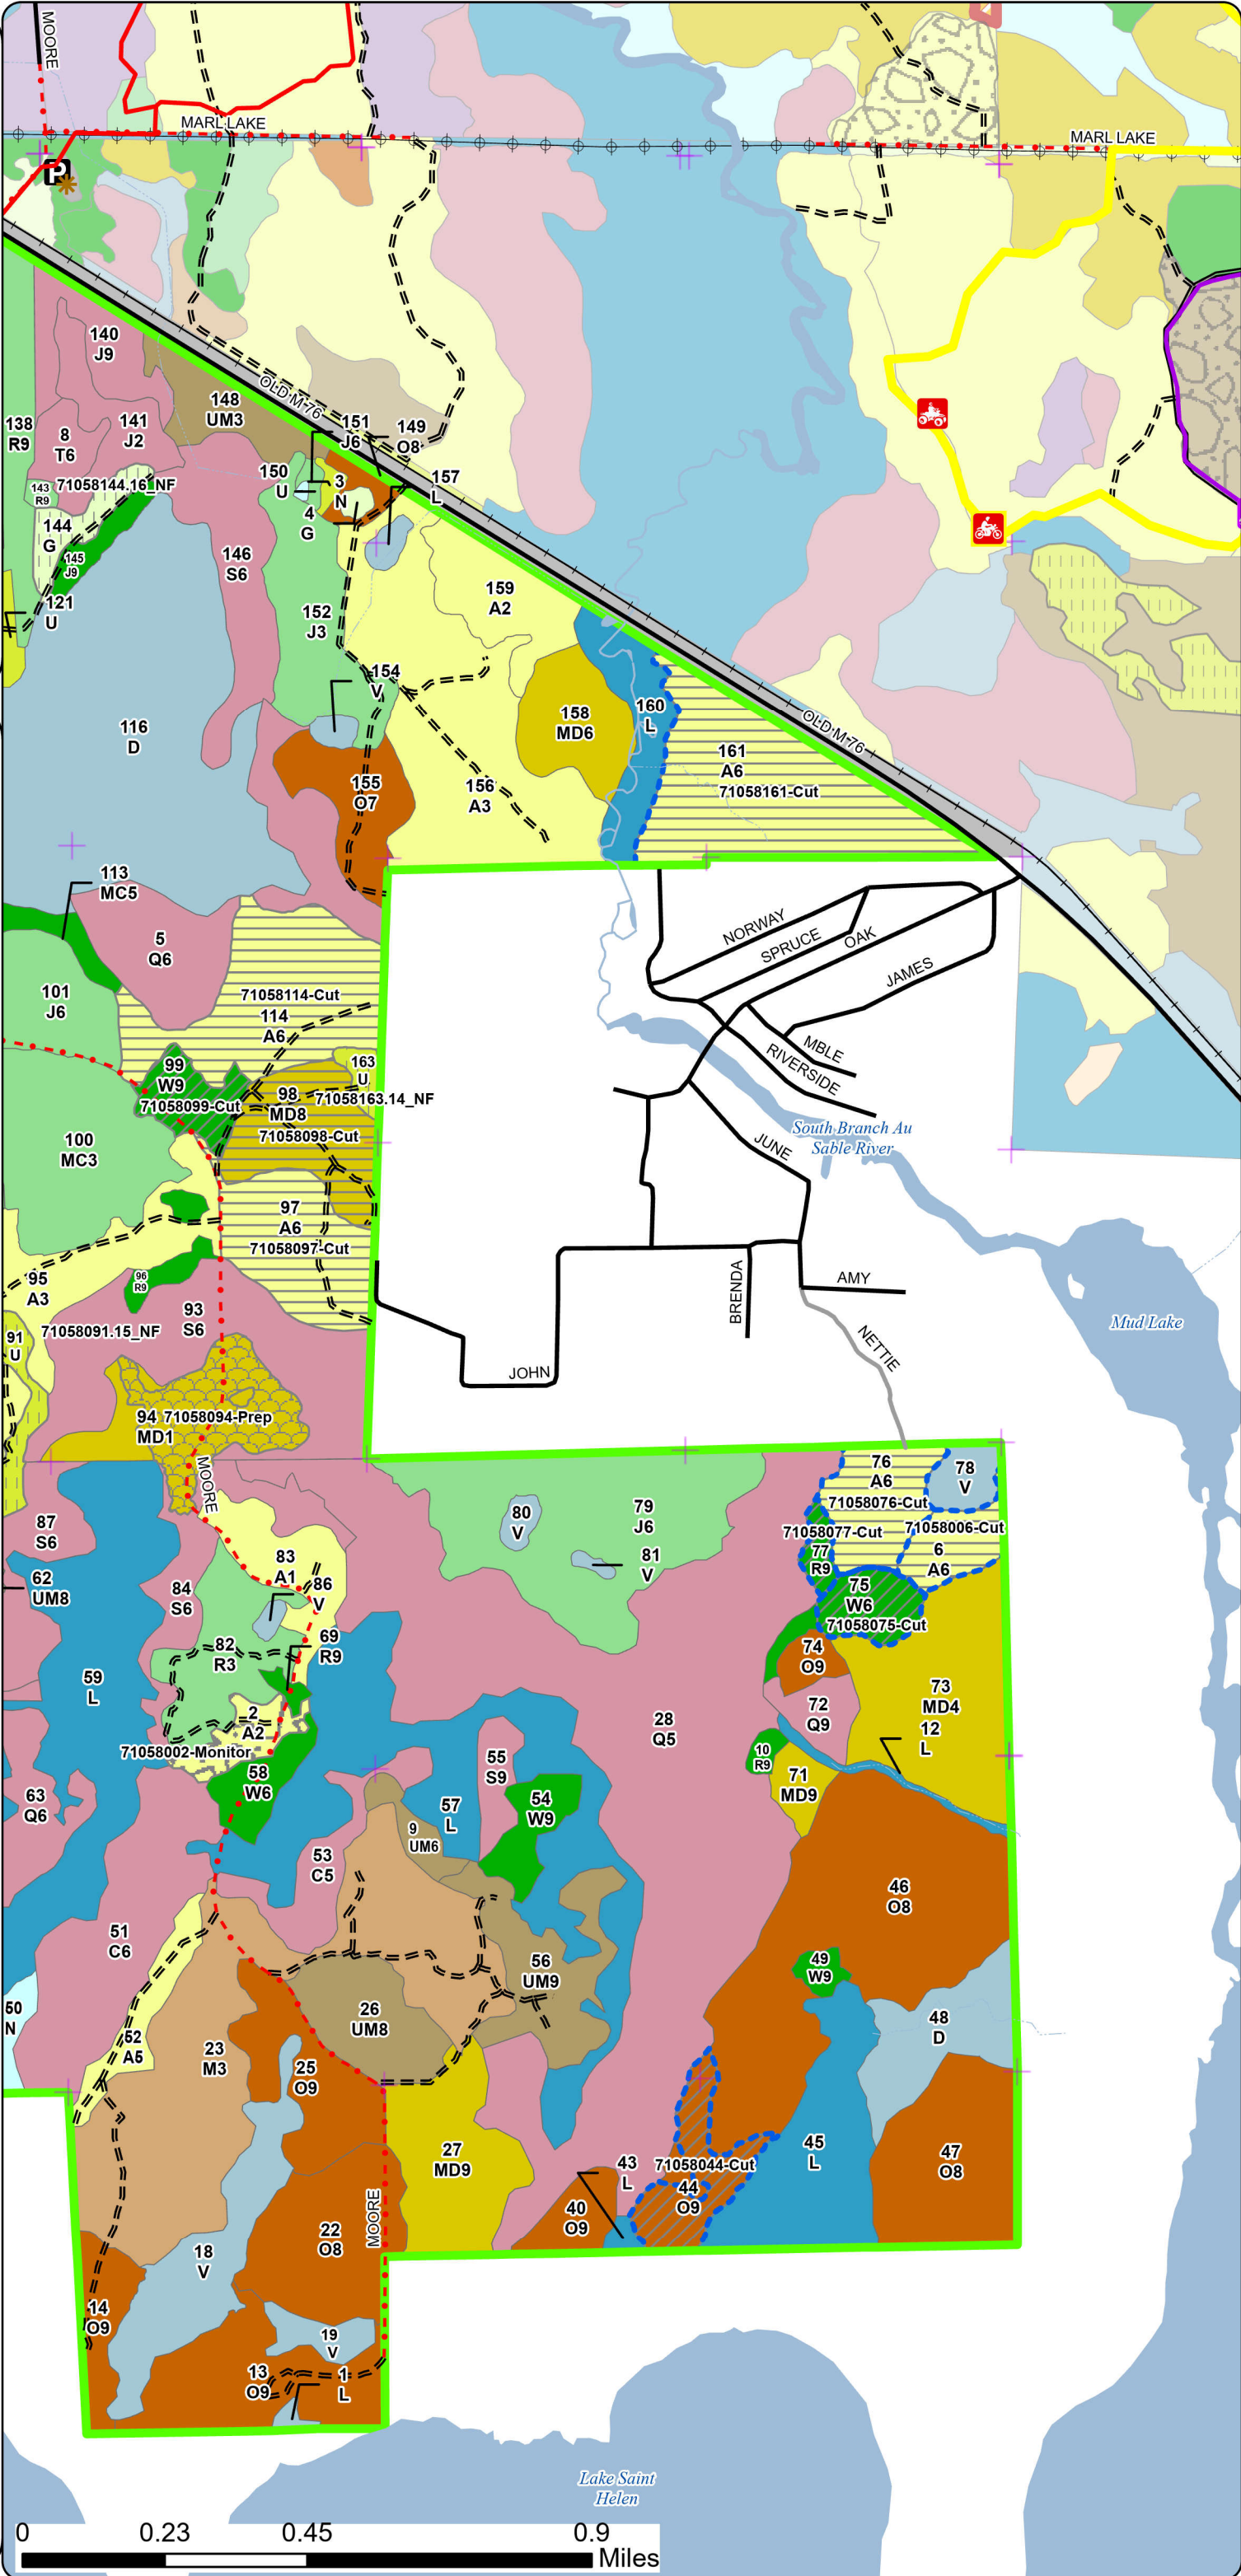 MOORE
MARL LAKE
MARL LAKE
P
140
J9
OLD M-76
148
UM3
138
R9
8
T6
141
J2
151
J6
149
O8
150
U
3
N
157
L
143
R9
71058144.16_NF
4
G
144
G
145
J9
146
S6
159
A2
121
U
152
J3
154
V
116
D
158
MD6
160
L
OLD M-76
161
A6
71058161-Cut
155
O7
156
A3
113
MC5
5
Q6
NORWAY
SPRUCE
OAK
JAMES
101
J6
71058114-Cut
114
A6
MBLE
RIVERSIDE
99
W9
71058099-Cut
163
U
98
MD8
71058163.14_NF
71058098-Cut
100
MC3
JUNE
South Branch Au
Sable River
97
A6
71058097-Cut
95
A3
96
R9
93
S6
BRENDA
AMY
91
U
71058091.15_NF
NETTIE
Mud Lake
JOHN
94
MD1
71058094-Prep
MOORE
76
A6
71058076-Cut
78
V
87
S6
80
V
79
J6
71058077-Cut
77
R9
71058006-Cut
6
A6
83
A1
81
V
62
UM8
84
S6
86
V
75
W6
71058075-Cut
82
R3
69
R9
74
O9
59
L
2
A2
71058002-Monitor
28
Q5
72
Q9
73
MD4
12
L
55
S9
10
R9
58
W6
63
Q6
57
L
54
W9
71
MD9
9
UM6
53
C5
46
O8
51
C6
56
UM9
49
W9
50
N
26
UM8
48
D
52
A5
23
M3
25
O9
27
MD9
43
L
71058044-Cut
45
L
47
O8
44
O9
40
O9
MOORE
22
O8
18
V
14
O9
19
V
13
O9
1
L
Lake Saint
Helen
0 0.23 0.45 0.9
Miles